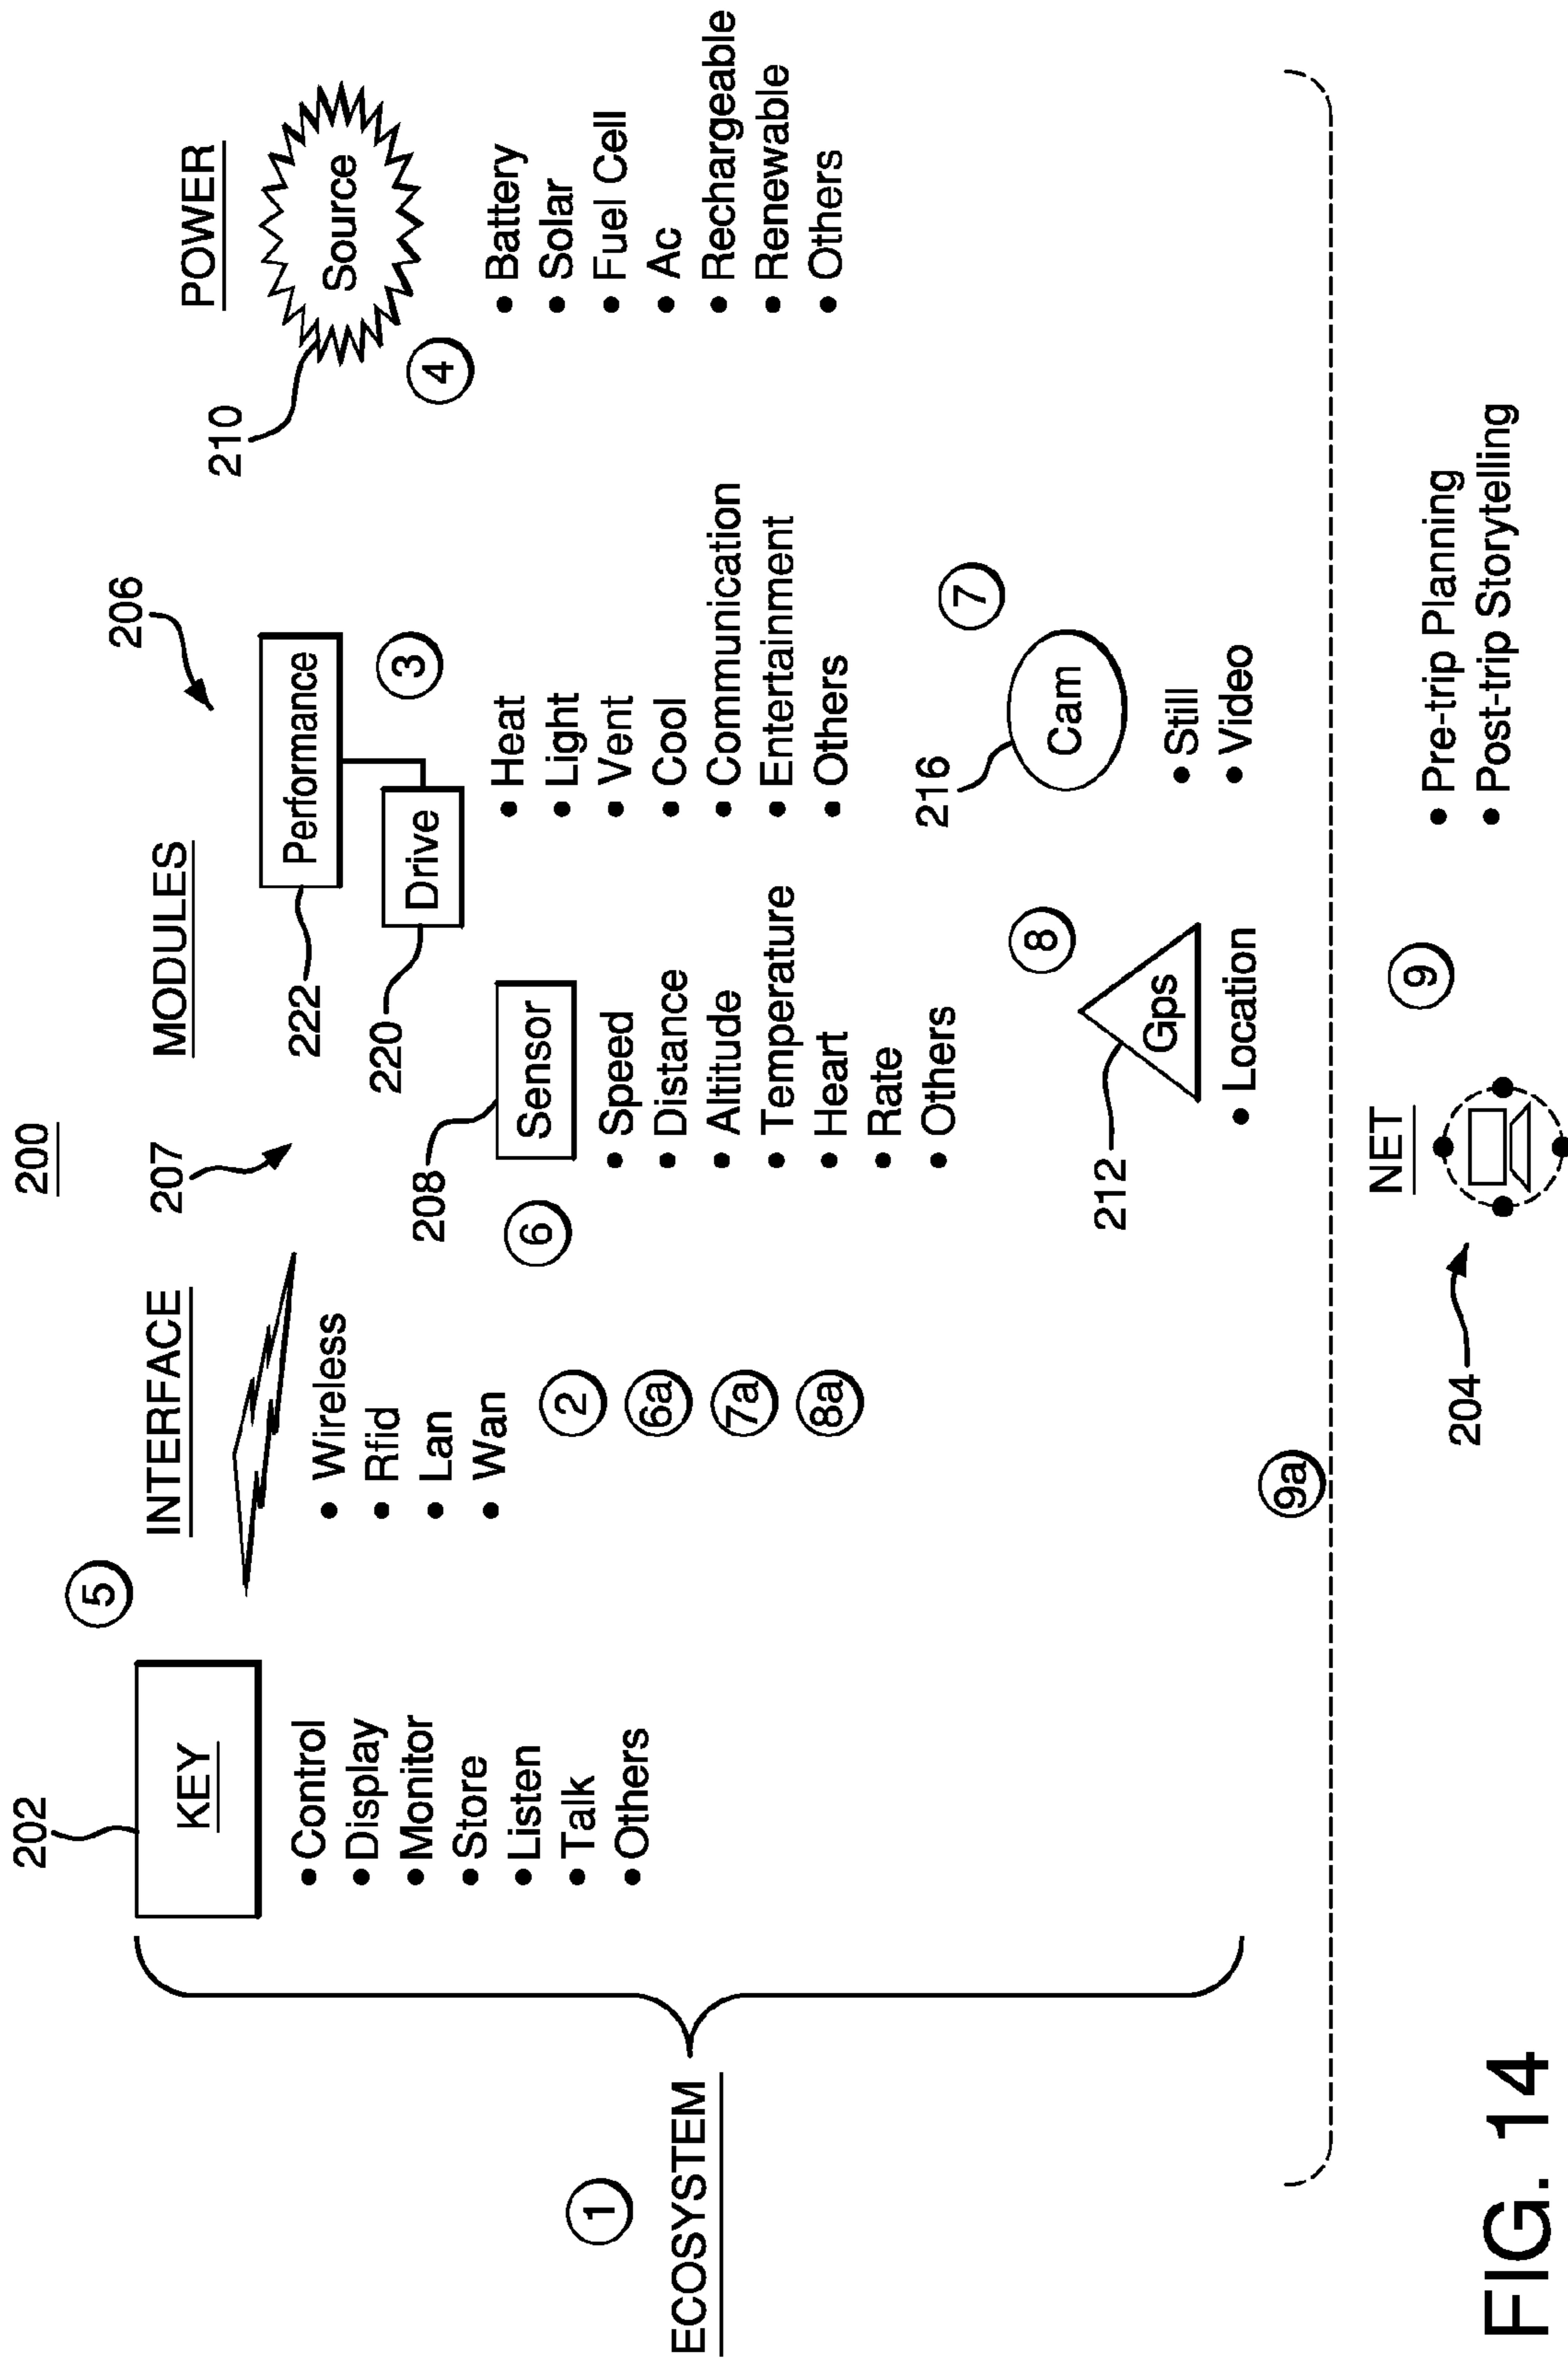 200
202
KEY
5
• Control
• Display
• Monitor
• Store
• Listen
• Talk
• Others
INTERFACE
• Wireless
• Rfid
• Lan
• Wan
2
6a
7a
8a
207
MODULES
206
222
Performance
220
Drive
3
• Heat
• Light
• Vent
• Cool
• Communication
• Entertainment
• Others
208
Sensor
6
• Speed
• Distance
• Altitude
• Temperature
• Heart
• Rate
• Others
212
Gps
8
• Location
216
Cam
7
• Still
• Video
POWER
210
Source
4
• Battery
• Solar
• Fuel Cell
• Ac
• Rechargeable
• Renewable
• Others
1
ECOSYSTEM
9a
NET
204
9
• Pre-trip Planning
• Post-trip Storytelling
FIG. 14